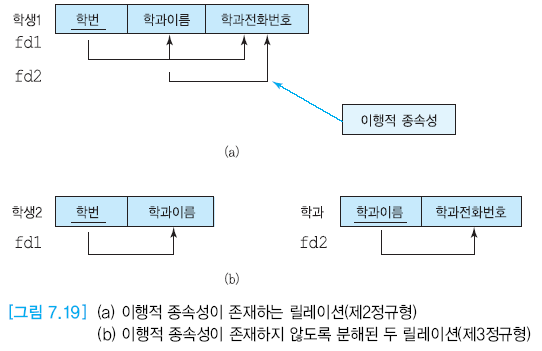 학생1 학번 학과이름 학과전화번호
fd1
fd2
이행적 종속성
(a)
학생2 학번 학과이름 학과 학과이름 학과전화번호
fd1 fd2
(b)
[그림 7.19] (a) 이행적 종속성이 존재하는 릴레이션(제2정규형)
(b) 이행적 종속성이 존재하지 않도록 분해된 두 릴레이션(제3정규형)